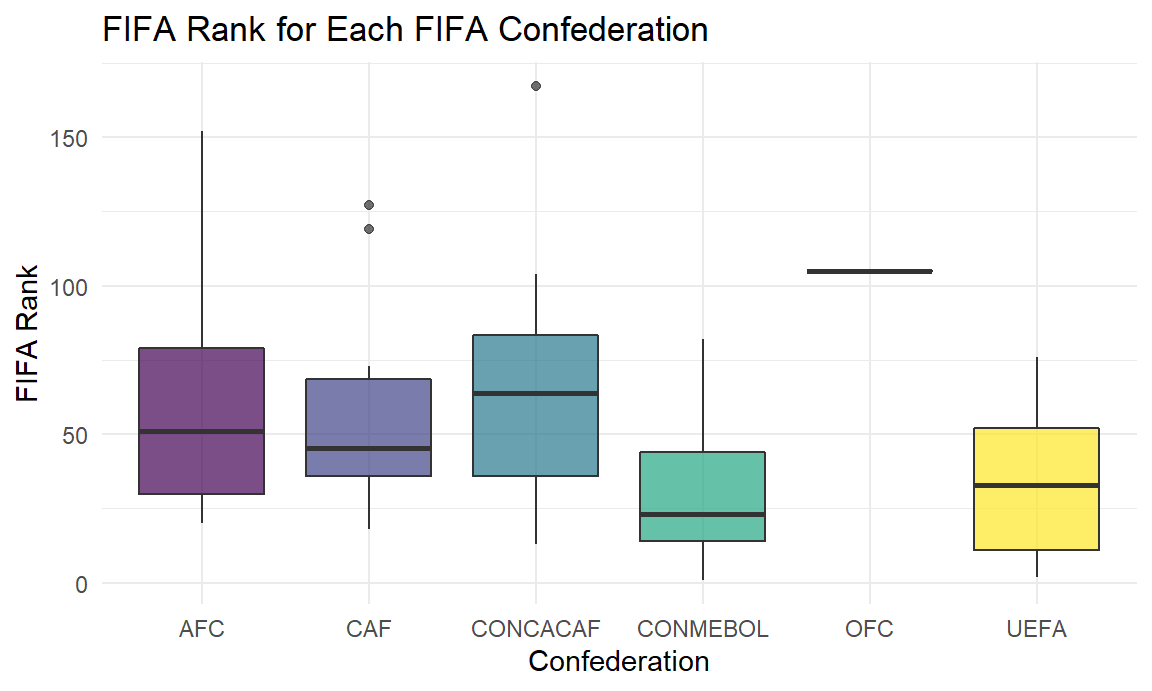 FIFA Rank for Each FIFA Confederation
FIFA Rank
150
100
50
0
AFC CAF CONCACAF CONMEBOL OFC UEFA
Confederation